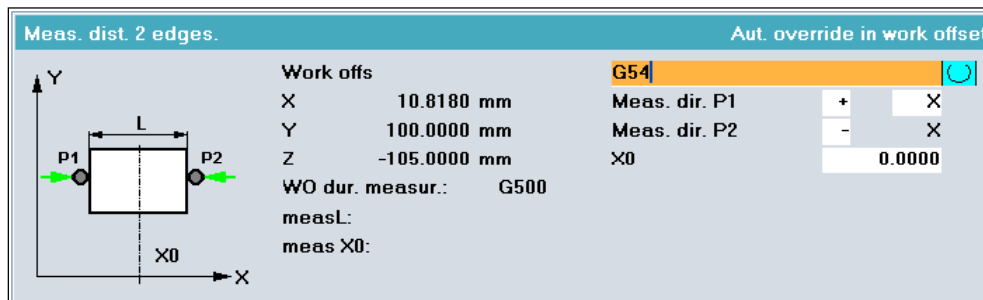 Meas. dist. 2 edges. Aut. override in work offset
Y
L
P1 P2
X0
X
Work offs G54
X 10.8180 mm Meas. dir. P1 + X
Y 100.0000 mm Meas. dir. P2 - X
Z -105.0000 mm X0 0.0000
WO dur. measur.: G500
measL:
meas X0: